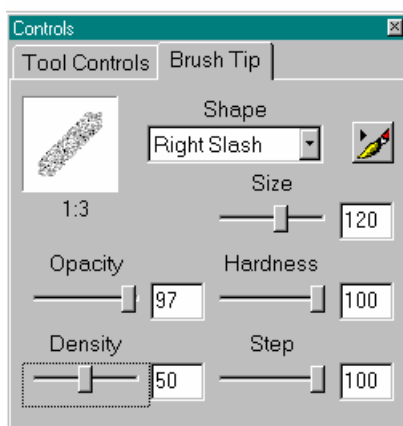 Controls
Tool Controls Brush Tip
Shape
Right Slash
Size
1:3
120
Opacity Hardness
97 100
Density Step
50 100